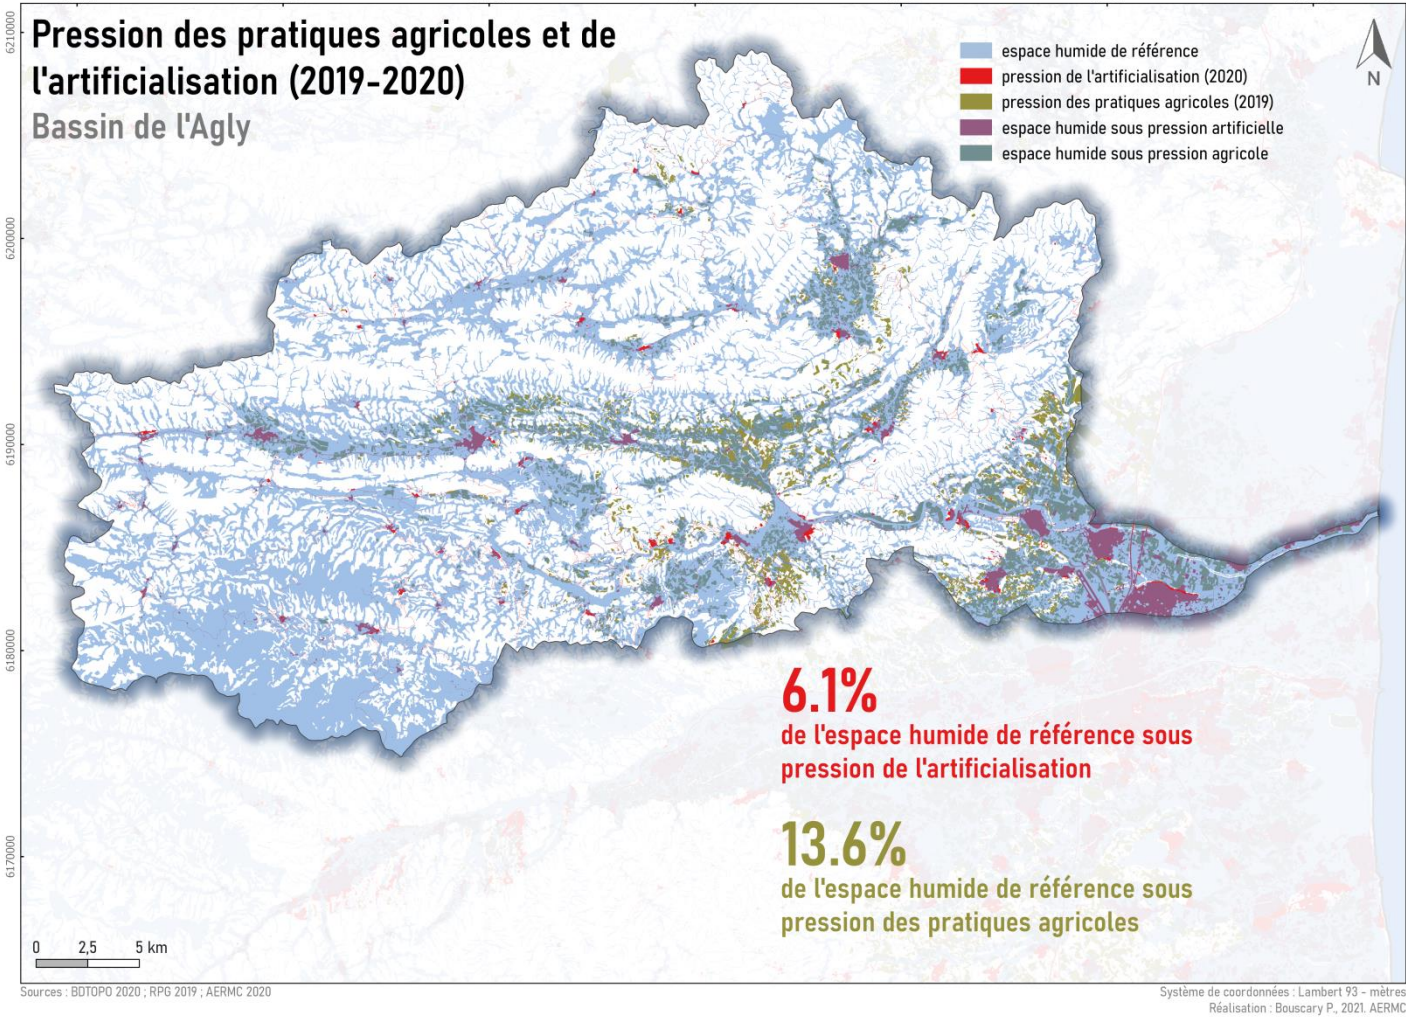 Pression des pratiques agricoles et de
l'artificialisation (2019-2020)
Bassin de l'Agly
espace humide de référence
pression de l'artificialisation (2020)
pression des pratiques agricoles (2019)
espace humide sous pression artificielle
espace humide sous pression agricole
N
6210000
6200000
6190000
6180000
6170000
6.1%
de l'espace humide de référence sous
pression de l'artificialisation
13.6%
de l'espace humide de référence sous
pression des pratiques agricoles
0 2,5 5 km
Sources : BDTOPO 2020 ; RPG 2019 ; AERMC 2020
Système de coordonnées : Lambert 93 - mètres
Réalisation : Bouscary P., 2021. AERMC